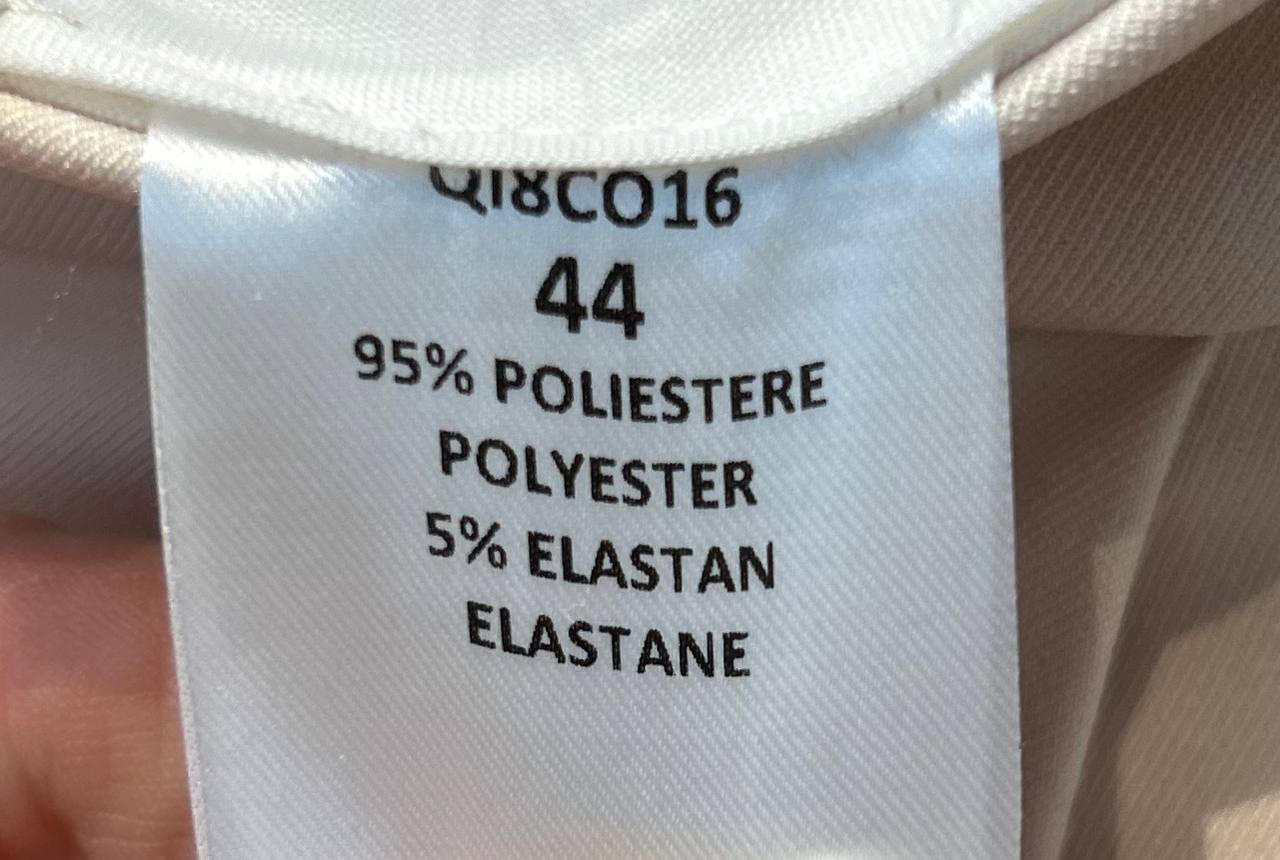 QI8CO16
44
95% POLIESTERE
POLYESTER
5% ELASTAN
ELASTANE